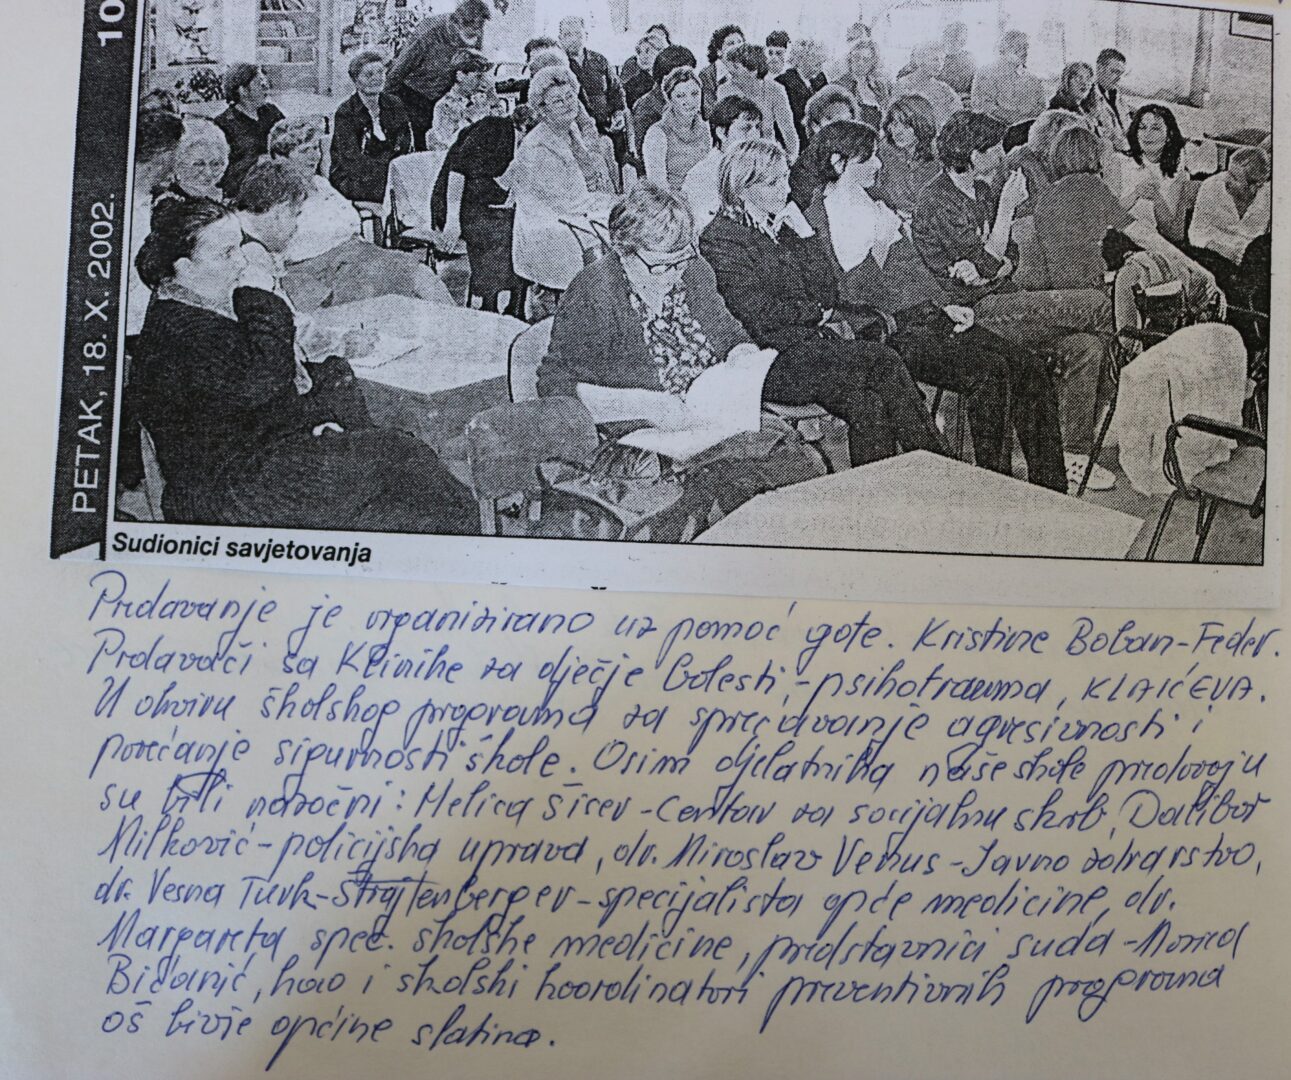 10
PETAK, 18. X. 2002.
Sudionici savjetovanja
Predavanje je organizirano uz pomoć gđe. Kristine Boban-Feder.
Predavači sa Klinike za dječje bolesti,-psihotrauma, KLAIĆEVA.
U okviru školskog programa za sprečavanje agresivnosti i
povećanje sigurnosti škole. Osim djelatnika naše škole predavanju
su bili nazočni: Melica Šicer-Centar za socijalnu skrb, Dalibor
Milković-policijska uprava, dr. Miroslav Venus-Javno zdravstvo,
dr. Vesna Turk-Štrajtenberger-specijalista opće medicine, dr.
Margareta spec. školske medicine, predstavnici suda-
Bićanić, kao i školski koordinatori preventivnih programa
oš bivše općine slatina.